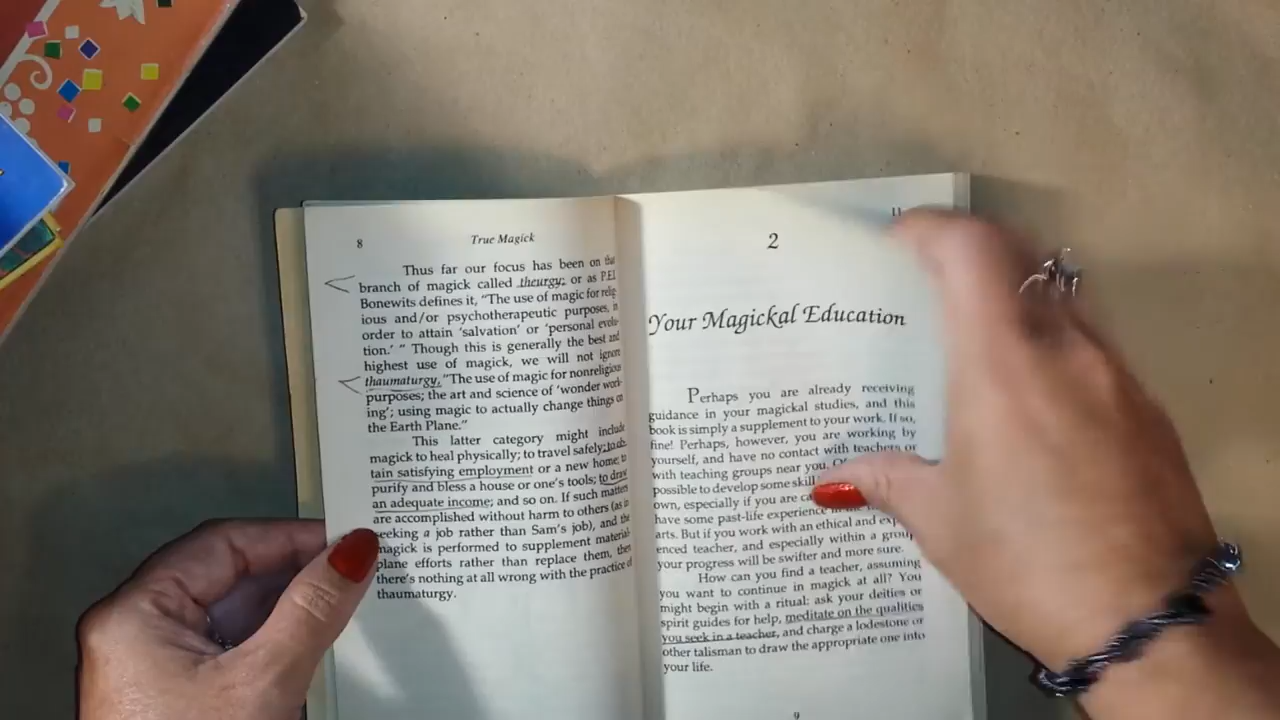 8
True Magick
Thus far our focus has been on that
branch of magick called theurgy; or as P.E.I.
Bonewits defines it, "The use of magic for relig-
ious and/or psychotherapeutic purposes, in
order to attain 'salvation' or 'personal evolu-
tion.' " Though this is generally the best and
highest use of magick, we will not ignore
thaumaturgy, "The use of magic for nonreligious
purposes; the art and science of 'wonder work-
ing'; using magic to actually change things on
the Earth Plane."
This latter category might include
magick to heal physically; to travel safely; to ob-
tain satisfying employment or a new home; to
purify and bless a house or one's tools; to draw
an adequate income; and so on. If such matters
are accomplished without harm to others (as in
seeking a job rather than Sam's job), and the
magick is performed to supplement material
plane efforts rather than replace them, then
there's nothing at all wrong with the practice of
thaumaturgy.
11
2
Your Magickal Education
Perhaps you are already receiving
guidance in your magickal studies, and this
book is simply a supplement to your work. If so,
fine! Perhaps, however, you are working by
yourself, and have no contact with teachers or
with teaching groups near you.
possible to develop some
own, especially if you are
have some past-life experience
arts. But if you work with an ethical and
enced teacher, and especially within a group
your progress will be swifter and more sure.
How can you find a teacher, assuming
you want to continue in magick at all? You
might begin with a ritual: ask your deities or
spirit guides for help, meditate on the qualities
you seek in a teacher, and charge a lodestone or
other talisman to draw the appropriate one into
your life.
9